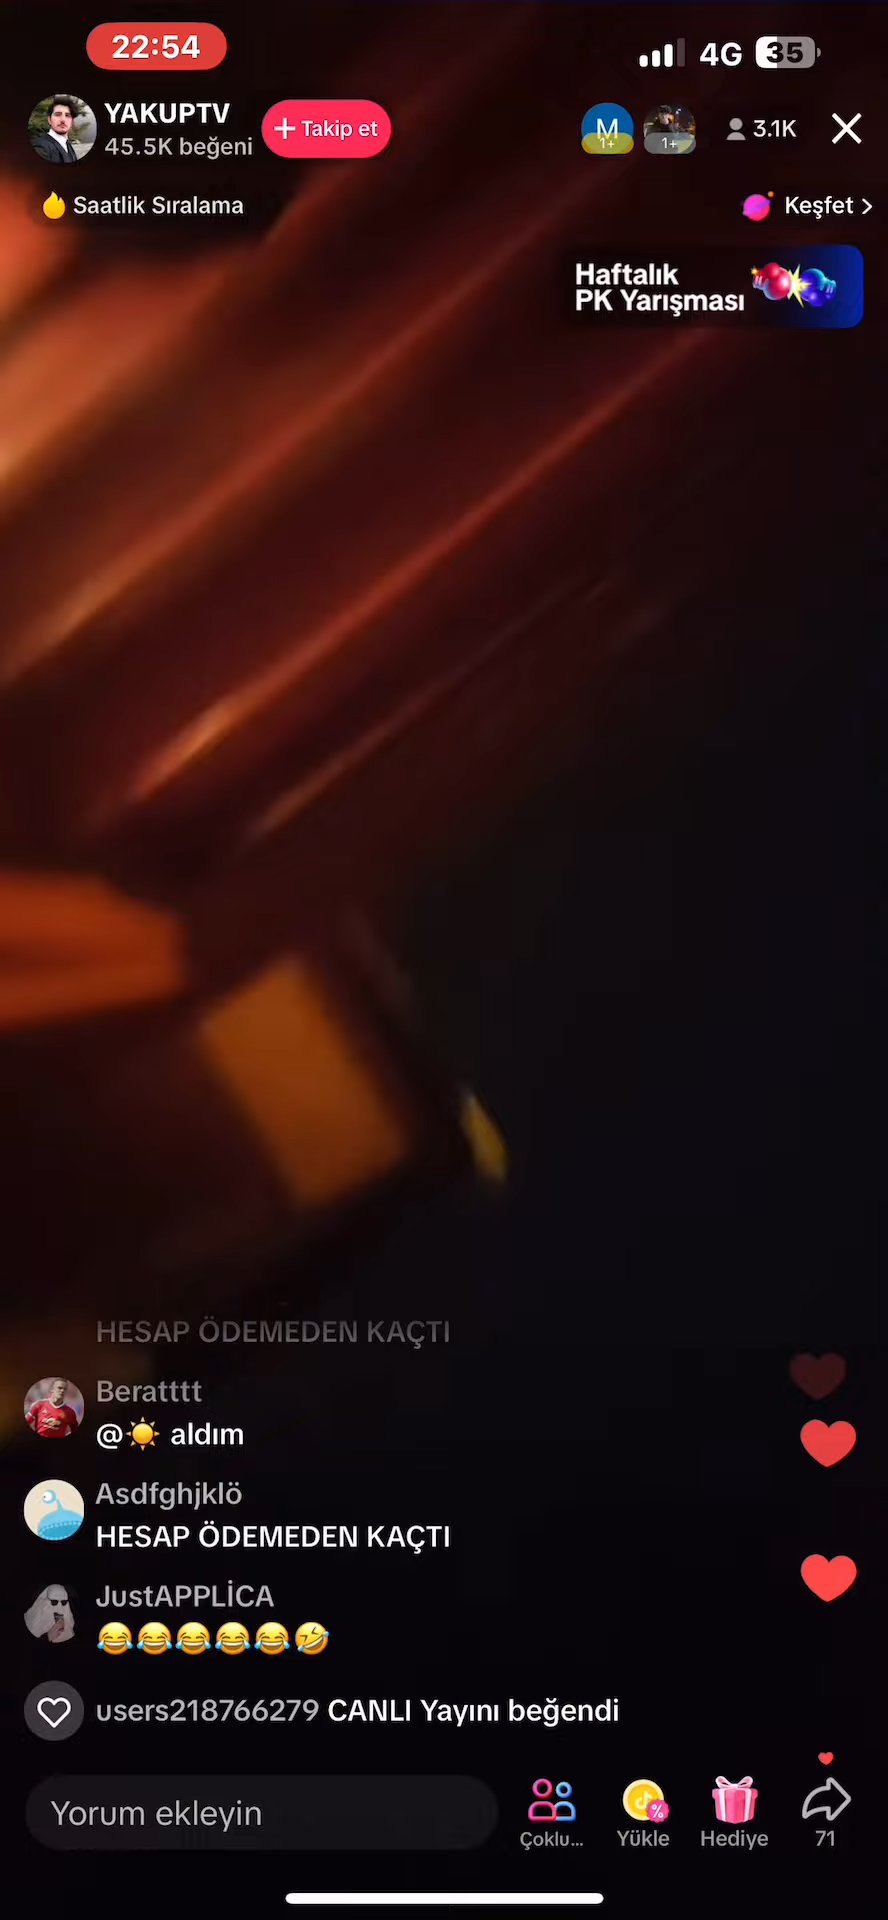 22:54
4G
35
YAKUPTV
45.5K beğeni
+ Takip et
M
1+
1+
3.1K
Saatlik Sıralama
Keşfet >
Haftalık
PK Yarışması
HESAP ÖDEMEDEN KAÇTI
Beratttt
@☀️ aldım
Asdfghjklö
HESAP ÖDEMEDEN KAÇTI
JustAPPLİCA
😂😂😂😂😂🤣
users218766279 CANLI Yayını beğendi
Yorum ekleyin
Çoklu...
Yükle
Hediye
71